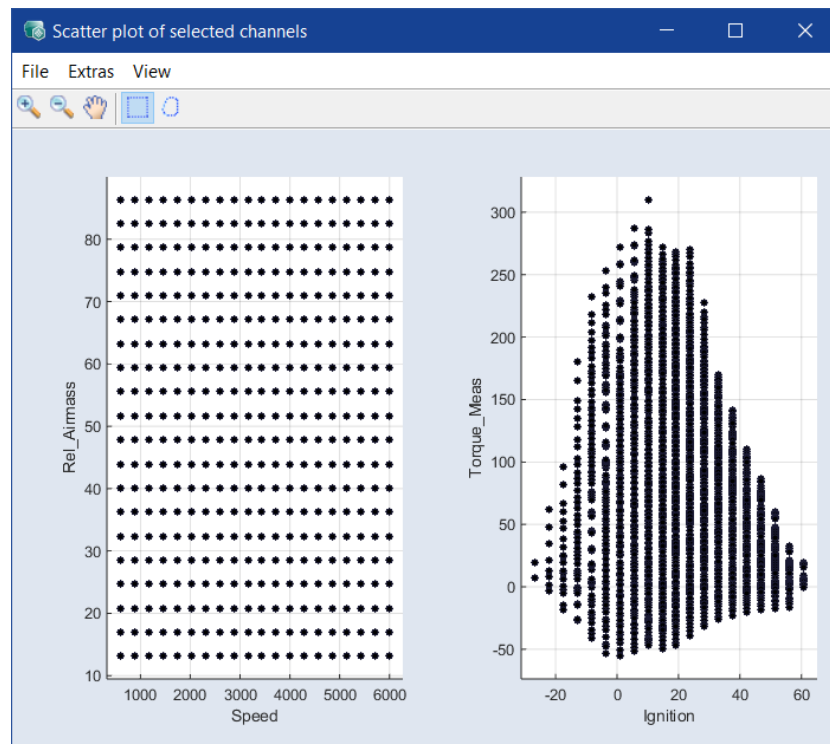 Scatter plot of selected channels
File Extras View
80
70
60
50
40
30
20
10
Rel_Airmass
1000 2000 3000 4000 5000 6000
Speed
300
250
200
150
100
50
0
-50
Torque_Meas
-20 0 20 40 60
Ignition